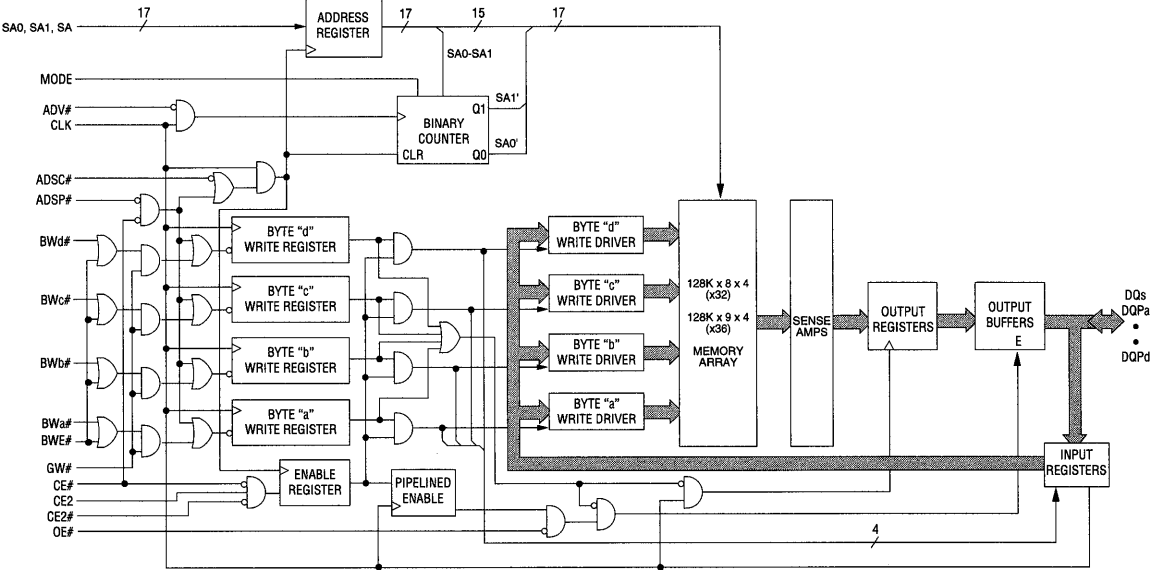 17
ADDRESS
REGISTER
17
15
17
SA0, SA1, SA
SA0-SA1
MODE
ADV#
CLK
BINARY
COUNTER
CLR
Q1
Q0
SA1'
SA0'
ADSC#
ADSP#
BWd#
BYTE "d"
WRITE REGISTER
BYTE "d"
WRITE DRIVER
BWc#
BYTE "c"
WRITE REGISTER
BYTE "c"
WRITE DRIVER
BWb#
BYTE "b"
WRITE REGISTER
BYTE "b"
WRITE DRIVER
BWa#
BWE#
BYTE "a"
WRITE REGISTER
BYTE "a"
WRITE DRIVER
128K x 8 x 4
(x32)
128K x 9 x 4
(x36)
MEMORY
ARRAY
SENSE
AMPS
OUTPUT
REGISTERS
OUTPUT
BUFFERS
E
DQs
DQPa
DQPd
GW#
CE#
CE2
CE2#
OE#
ENABLE
REGISTER
PIPELINED
ENABLE
INPUT
REGISTERS
4